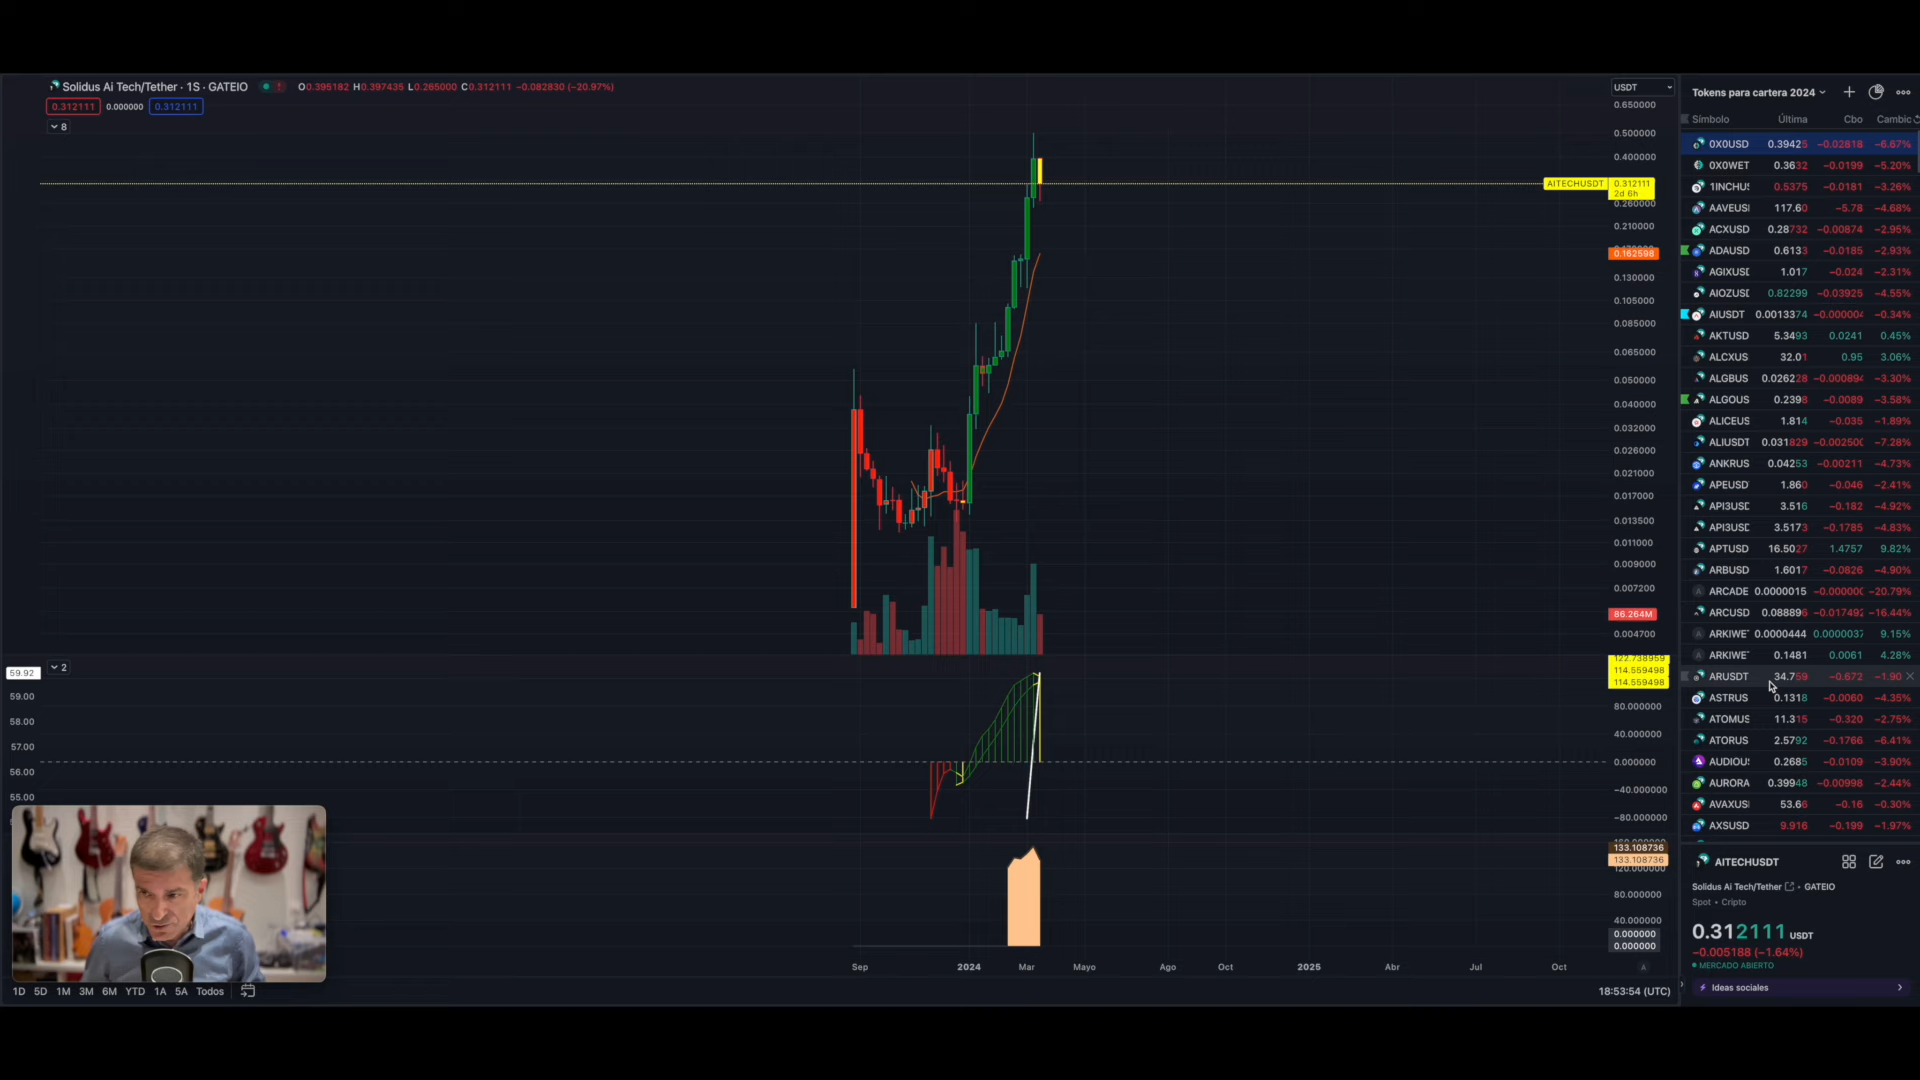 Solidus Ai Tech/Tether · 1S · GATEIO O0.395182 H0.397435 L0.265000 C0.312111 −0.082830 (−20.97%)
0.312111 0.000000 0.312111
8
USDT
0.650000
0.500000
0.400000
AITECHUSDT 0.312111
2d 6h
0.260000
0.210000
0.162598
0.130000
0.105000
0.085000
0.065000
0.050000
0.040000
0.032000
0.026000
0.021000
0.017000
0.013500
0.011000
0.009000
0.007200
86.264M
0.004700
2
59.92
59.00
58.00
57.00
56.00
55.00
122.738959
114.559498
114.559498
80.000000
40.000000
0.000000
−40.000000
−80.000000
133.108736
133.108736
120.000000
80.000000
40.000000
0.000000
0.000000
Sep 2024 Mar Mayo Ago Oct 2025 Abr Jul Oct A
1D 5D 1M 3M 6M YTD 1A 5A Todos
18:53:54 (UTC)
Tokens para cartera 2024
Símbolo Última Cbo Cambic
0X0USD 0.39425 −0.02818 −6.67%
0X0WET 0.3632 −0.0199 −5.20%
1INCHUS 0.5375 −0.0181 −3.26%
AAVEUSI 117.60 −5.78 −4.68%
ACXUSD 0.28732 −0.00874 −2.95%
ADAUSD 0.6133 −0.0185 −2.93%
AGIXUSD 1.017 −0.024 −2.31%
AIOZUSD 0.82299 −0.03925 −4.55%
AIUSDT 0.0013374 −0.000004 −0.34%
AKTUSD 5.3493 0.0241 0.45%
ALCXUS 32.01 0.95 3.06%
ALGBUS 0.026228 −0.000894 −3.30%
ALGOUS 0.2398 −0.0089 −3.58%
ALICEUS 1.814 −0.035 −1.89%
ALIUSDT 0.031829 −0.002500 −7.28%
ANKRUS 0.04253 −0.00211 −4.73%
APEUSD 1.860 −0.046 −2.41%
API3USD 3.516 −0.182 −4.92%
API3USD 3.5173 −0.1785 −4.83%
APTUSD 16.5027 1.4757 9.82%
ARBUSD 1.6017 −0.0826 −4.90%
ARCADE 0.0000015 −0.000000 −20.79%
ARCUSD 0.088896 −0.017492 −16.44%
ARKIWE 0.0000444 0.0000037 9.15%
ARKIWE 0.1481 0.0061 4.28%
ARUSDT 34.759 −0.672 −1.90
ASTRUS 0.1318 −0.0060 −4.35%
ATOMUS 11.315 −0.320 −2.75%
ATORUS 2.5792 −0.1766 −6.41%
AUDIOU 0.2685 −0.0109 −3.90%
AURORA 0.39948 −0.00998 −2.44%
AVAXUS 53.66 −0.16 −0.30%
AXSUSD 9.916 −0.199 −1.97%
AITECHUSDT
Solidus Ai Tech/Tether · GATEIO
Spot • Cripto
0.312111 USDT
−0.005188 (−1.64%)
MERCADO ABIERTO
Ideas sociales